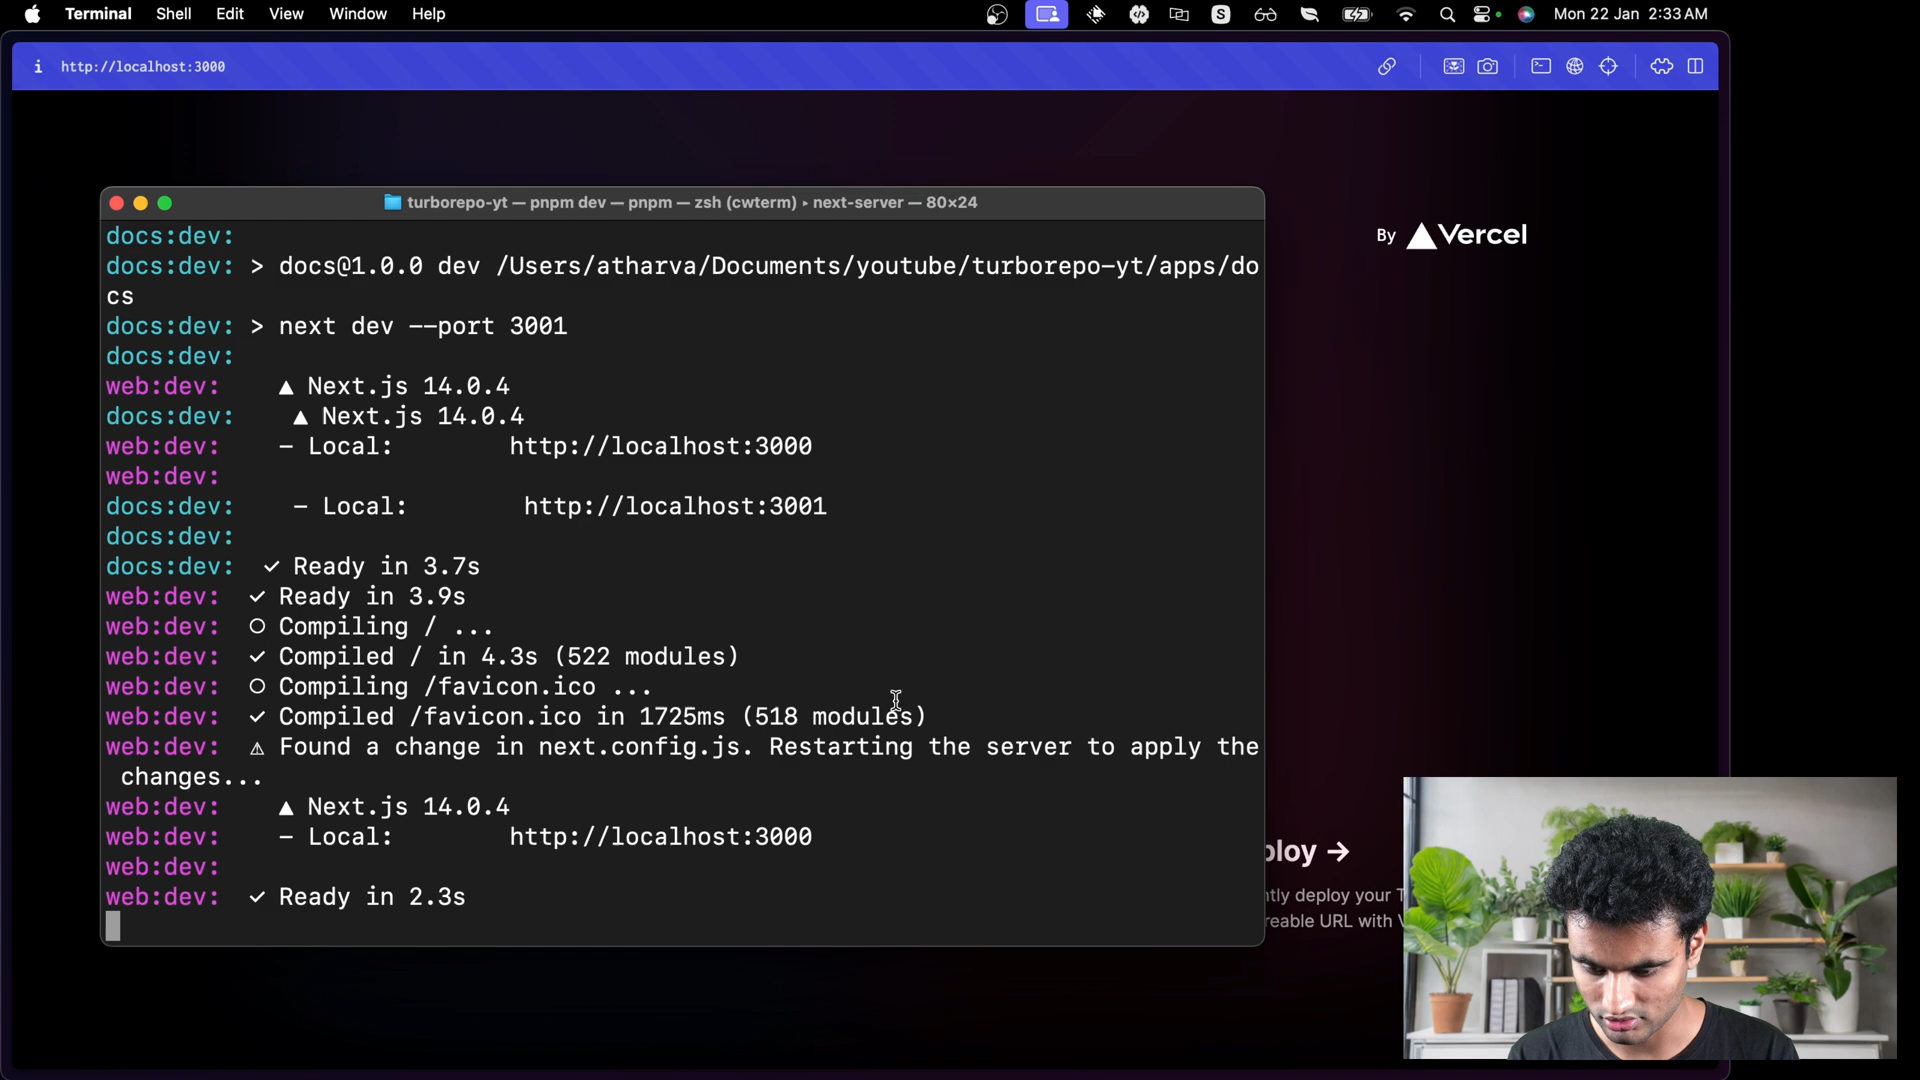 Terminal Shell Edit View Window Help
Mon 22 Jan 2:33 AM
http://localhost:3000
By Vercel
turborepo-yt — pnpm dev — pnpm — zsh (cwterm) ▸ next-server — 80×24
docs:dev:
docs:dev: > docs@1.0.0 dev /Users/atharva/Documents/youtube/turborepo-yt/apps/do
cs
docs:dev: > next dev --port 3001
docs:dev:
web:dev: ▲ Next.js 14.0.4
docs:dev: ▲ Next.js 14.0.4
web:dev: - Local: http://localhost:3000
web:dev:
docs:dev: - Local: http://localhost:3001
docs:dev:
docs:dev: ✓ Ready in 3.7s
web:dev: ✓ Ready in 3.9s
web:dev: ○ Compiling / ...
web:dev: ✓ Compiled / in 4.3s (522 modules)
web:dev: ○ Compiling /favicon.ico ...
web:dev: ✓ Compiled /favicon.ico in 1725ms (518 modules)
web:dev: ⚠ Found a change in next.config.js. Restarting the server to apply the
changes...
web:dev: ▲ Next.js 14.0.4
web:dev: - Local: http://localhost:3000
web:dev:
web:dev: ✓ Ready in 2.3s
ploy →
ntly deploy your T
reable URL with V